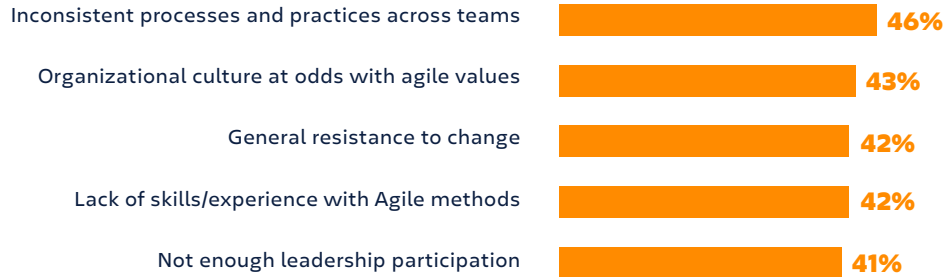 Inconsistent processes and practices across teams 46%
Organizational culture at odds with agile values 43%
General resistance to change 42%
Lack of skills/experience with Agile methods 42%
Not enough leadership participation 41%